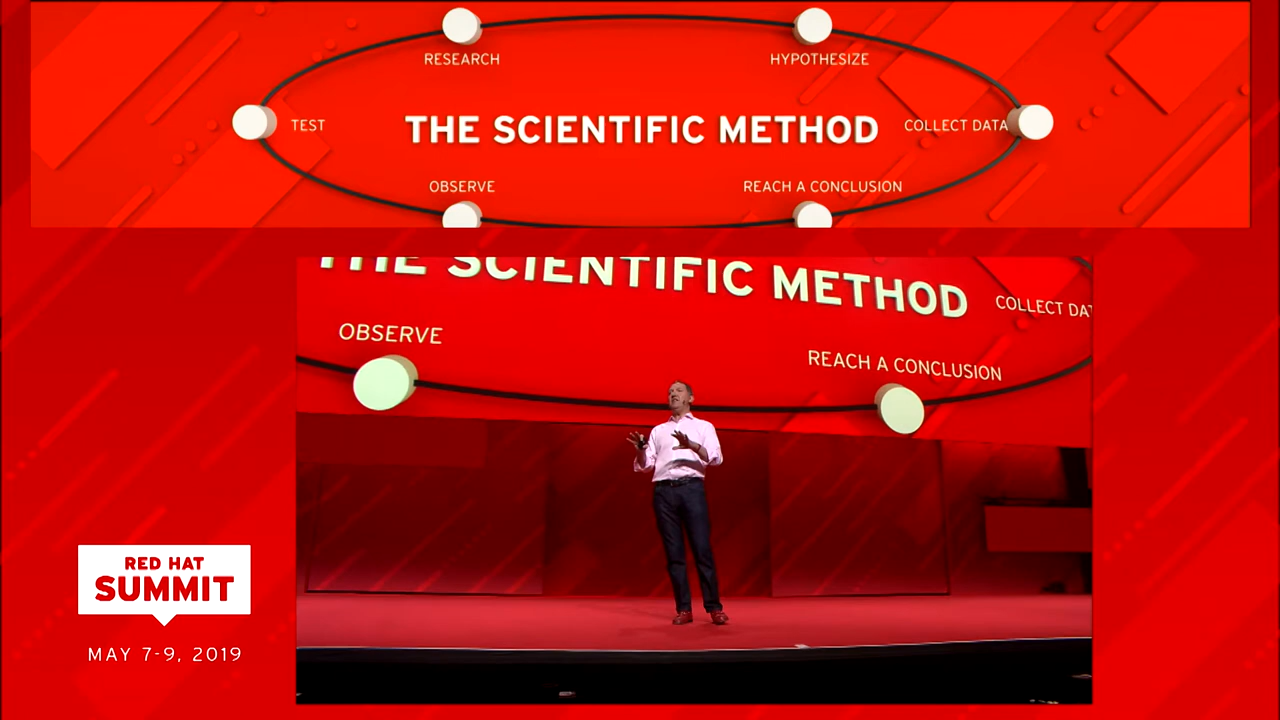 RESEARCH
HYPOTHESIZE
TEST
THE SCIENTIFIC METHOD
COLLECT DATA
OBSERVE
REACH A CONCLUSION
THE SCIENTIFIC METHOD
COLLECT DAT
OBSERVE
REACH A CONCLUSION
RED HAT
SUMMIT
MAY 7-9, 2019